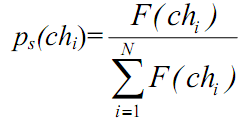 p_s(ch_i)= F(ch_i) / ∑_{i=1}^{N} F(ch_i)